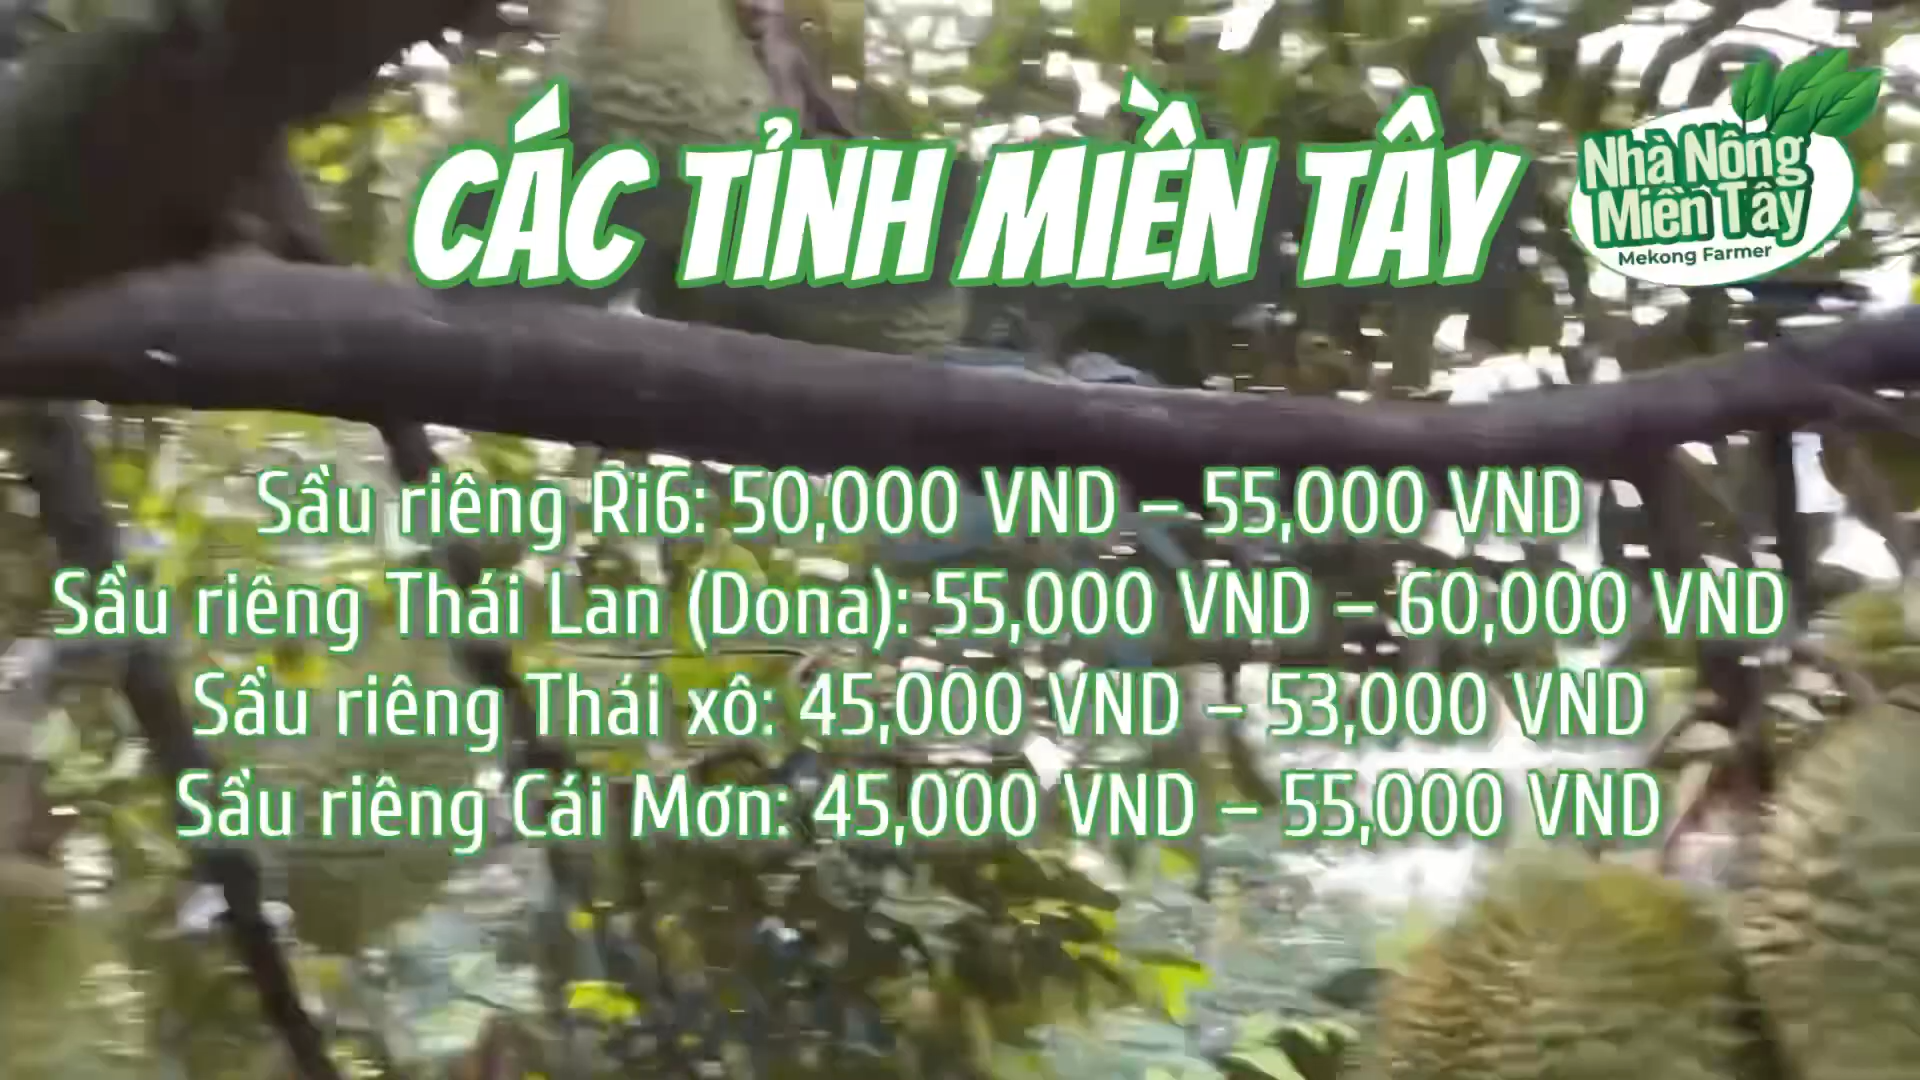 CÁC TỈNH MIỀN TÂY
Nhà Nông
Miền Tây
Mekong Farmer
Sầu riêng Ri6: 50,000 VND – 55,000 VND
Sầu riêng Thái Lan (Dona): 55,000 VND – 60,000 VND
Sầu riêng Thái xô: 45,000 VND – 53,000 VND
Sầu riêng Cái Mơn: 45,000 VND – 55,000 VND